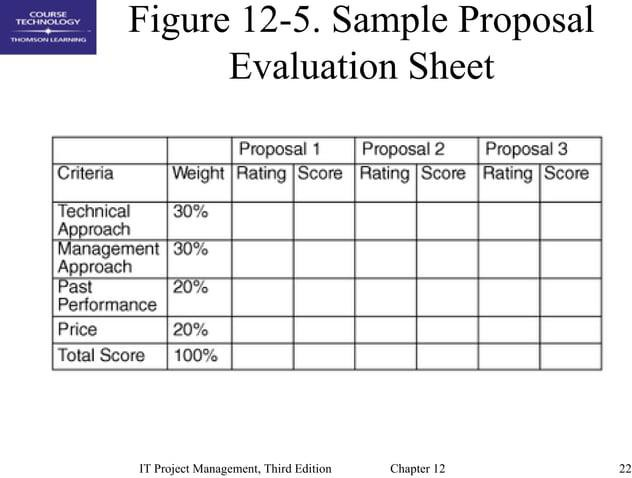 COURSE
TECHNOLOGY
THOMSON LEARNING
Figure 12-5. Sample Proposal
Evaluation Sheet
Proposal 1 Proposal 2 Proposal 3
Criteria Weight Rating Score Rating Score Rating Score
Technical
Approach 30%
Management
Approach 30%
Past
Performance 20%
Price 20%
Total Score 100%
IT Project Management, Third Edition Chapter 12 22